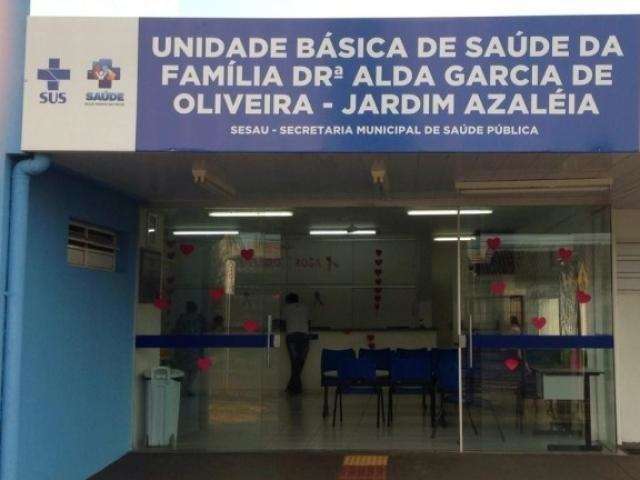 UNIDADE BÁSICA DE SAÚDE DA
FAMÍLIA DRª ALDA GARCIA DE
OLIVEIRA - JARDIM AZALÉIA
SESAU - SECRETARIA MUNICIPAL DE SAÚDE PÚBLICA
SUS
SAÚDE
ROSA